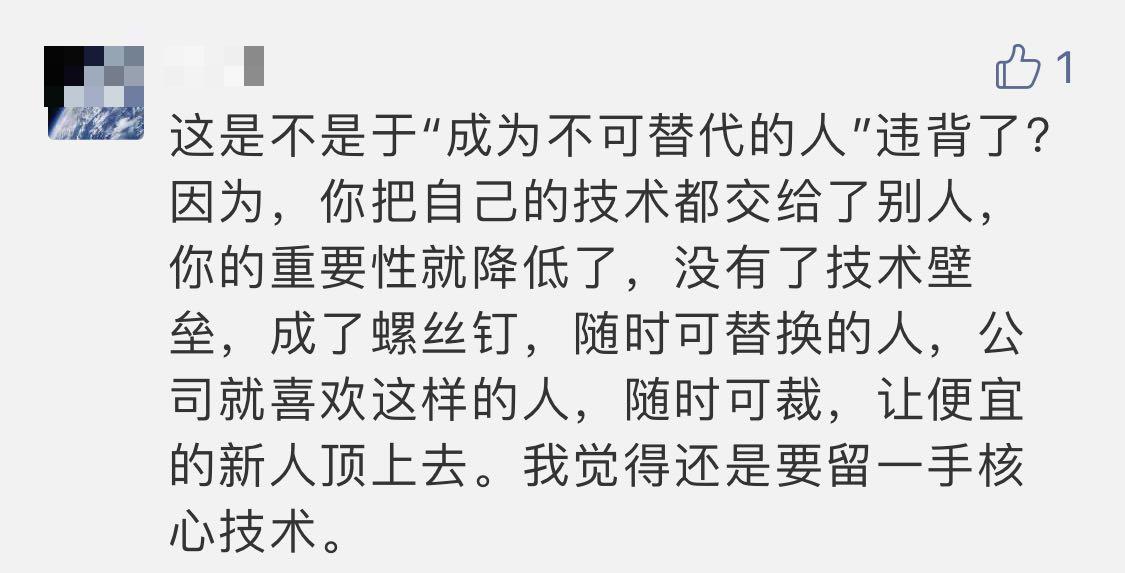 1
这是不是于“成为不可替代的人”违背了？
因为，你把自己的技术都交给了别人，
你的重要性就降低了，没有了技术壁
垒，成了螺丝钉，随时可替换的人，公
司就喜欢这样的人，随时可裁，让便宜
的新人顶上去。我觉得还是要留一手核
心技术。